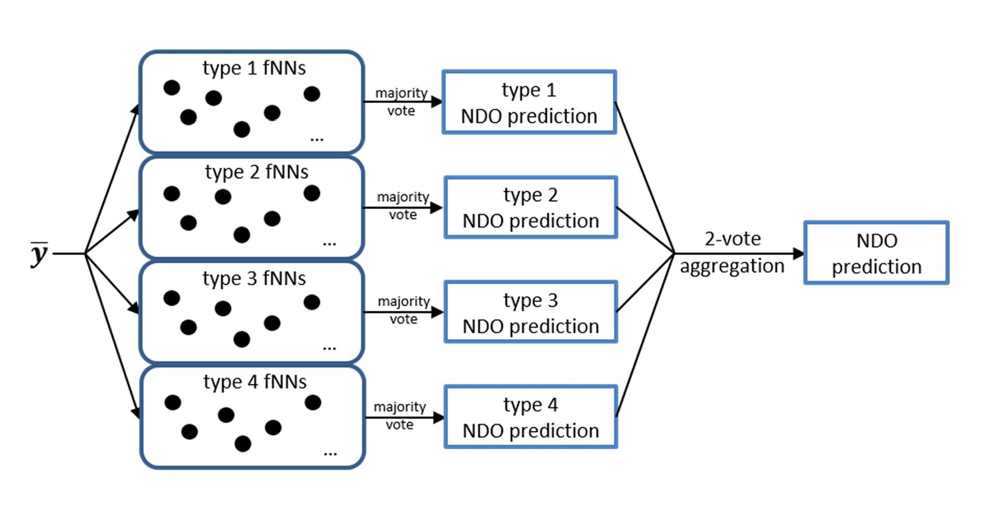 y̅
type 1 fNNs
...
majority
vote
type 1
NDO prediction
type 2 fNNs
...
majority
vote
type 2
NDO prediction
type 3 fNNs
...
majority
vote
type 3
NDO prediction
type 4 fNNs
...
majority
vote
type 4
NDO prediction
2-vote
aggregation
NDO
prediction